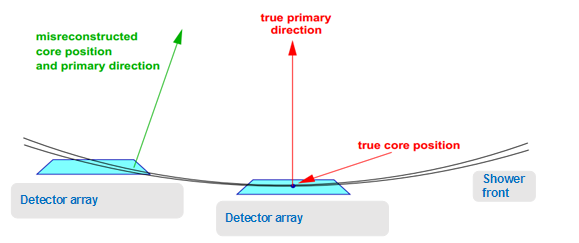 true primary
direction
misreconstructed
core position
and primary direction
true core position
Shower
front
Detector array
Detector array